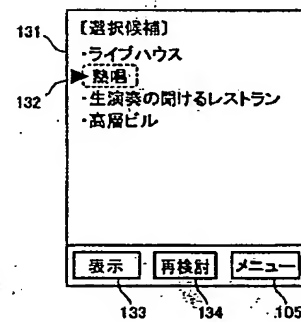 131
【選択候補】
・ライブハウス
132
▶熱唱
・生演奏の聞けるレストラン
・高層ビル
表示 再検討 メニュー
133 134 105